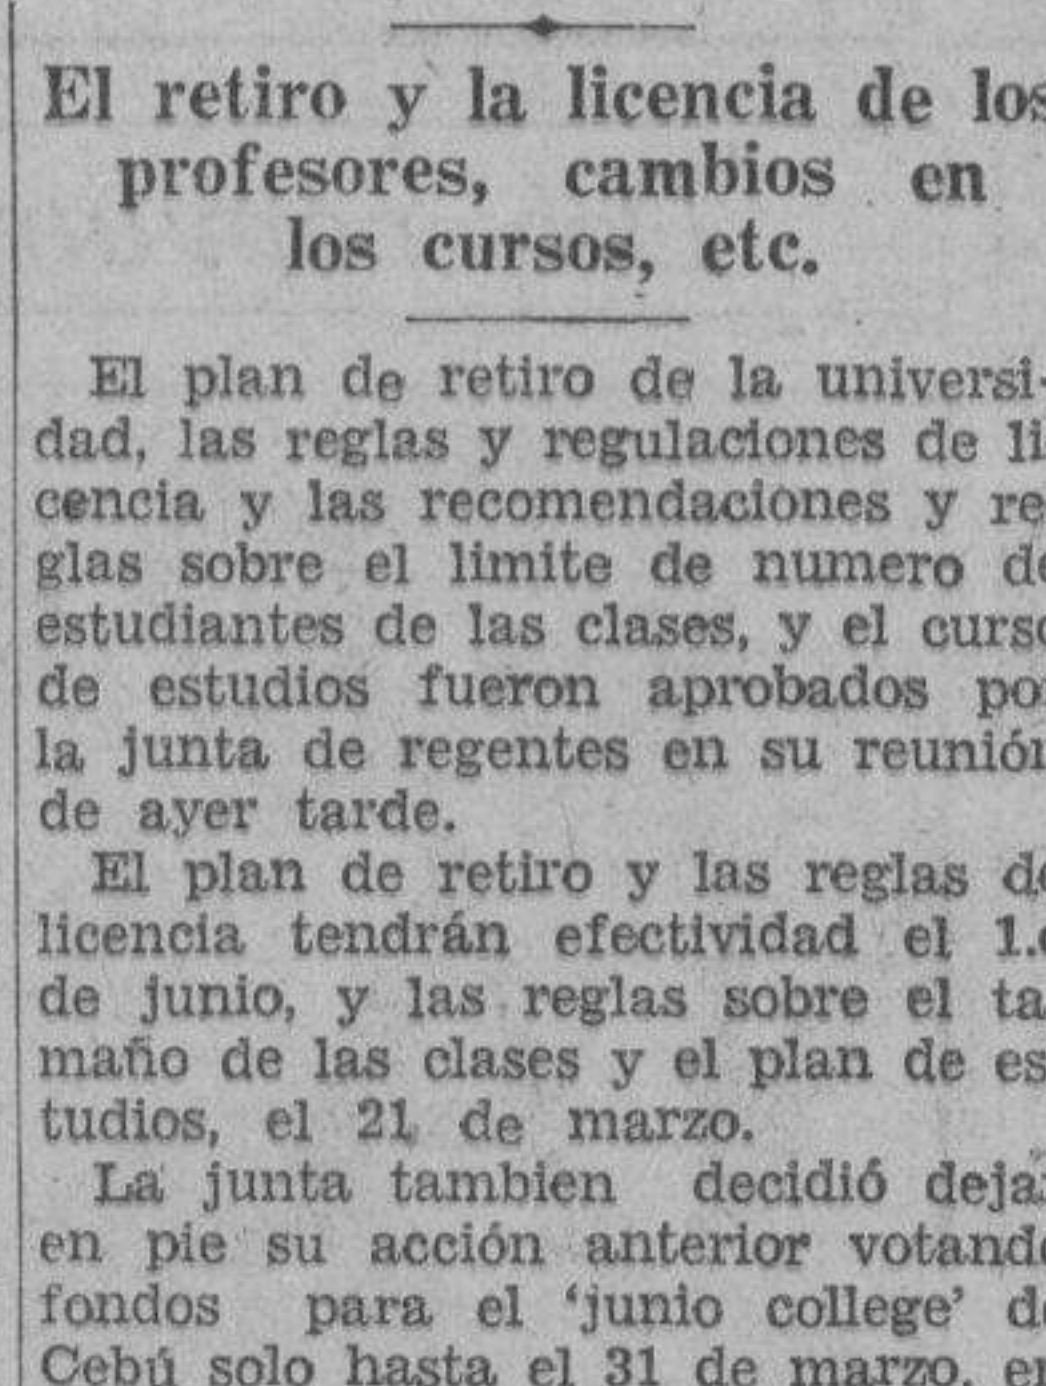 El retiro y la licencia de los
profesores, cambios en
los cursos, etc.
El plan de retiro de la universi-
dad, las reglas y regulaciones de li-
cencia y las recomendaciones y re-
glas sobre el limite de numero de
estudiantes de las clases, y el curso
de estudios fueron aprobados por
la junta de regentes en su reunión
de ayer tarde.
El plan de retiro y las reglas de
licencia tendrán efectividad el 1.o
de junio, y las reglas sobre el ta-
maño de las clases y el plan de es-
tudios, el 21 de marzo.
La junta tambien decidió dejar
en pie su acción anterior votando
fondos para el ‘junio college’ de
Cebú solo hasta el 31 de marzo, en